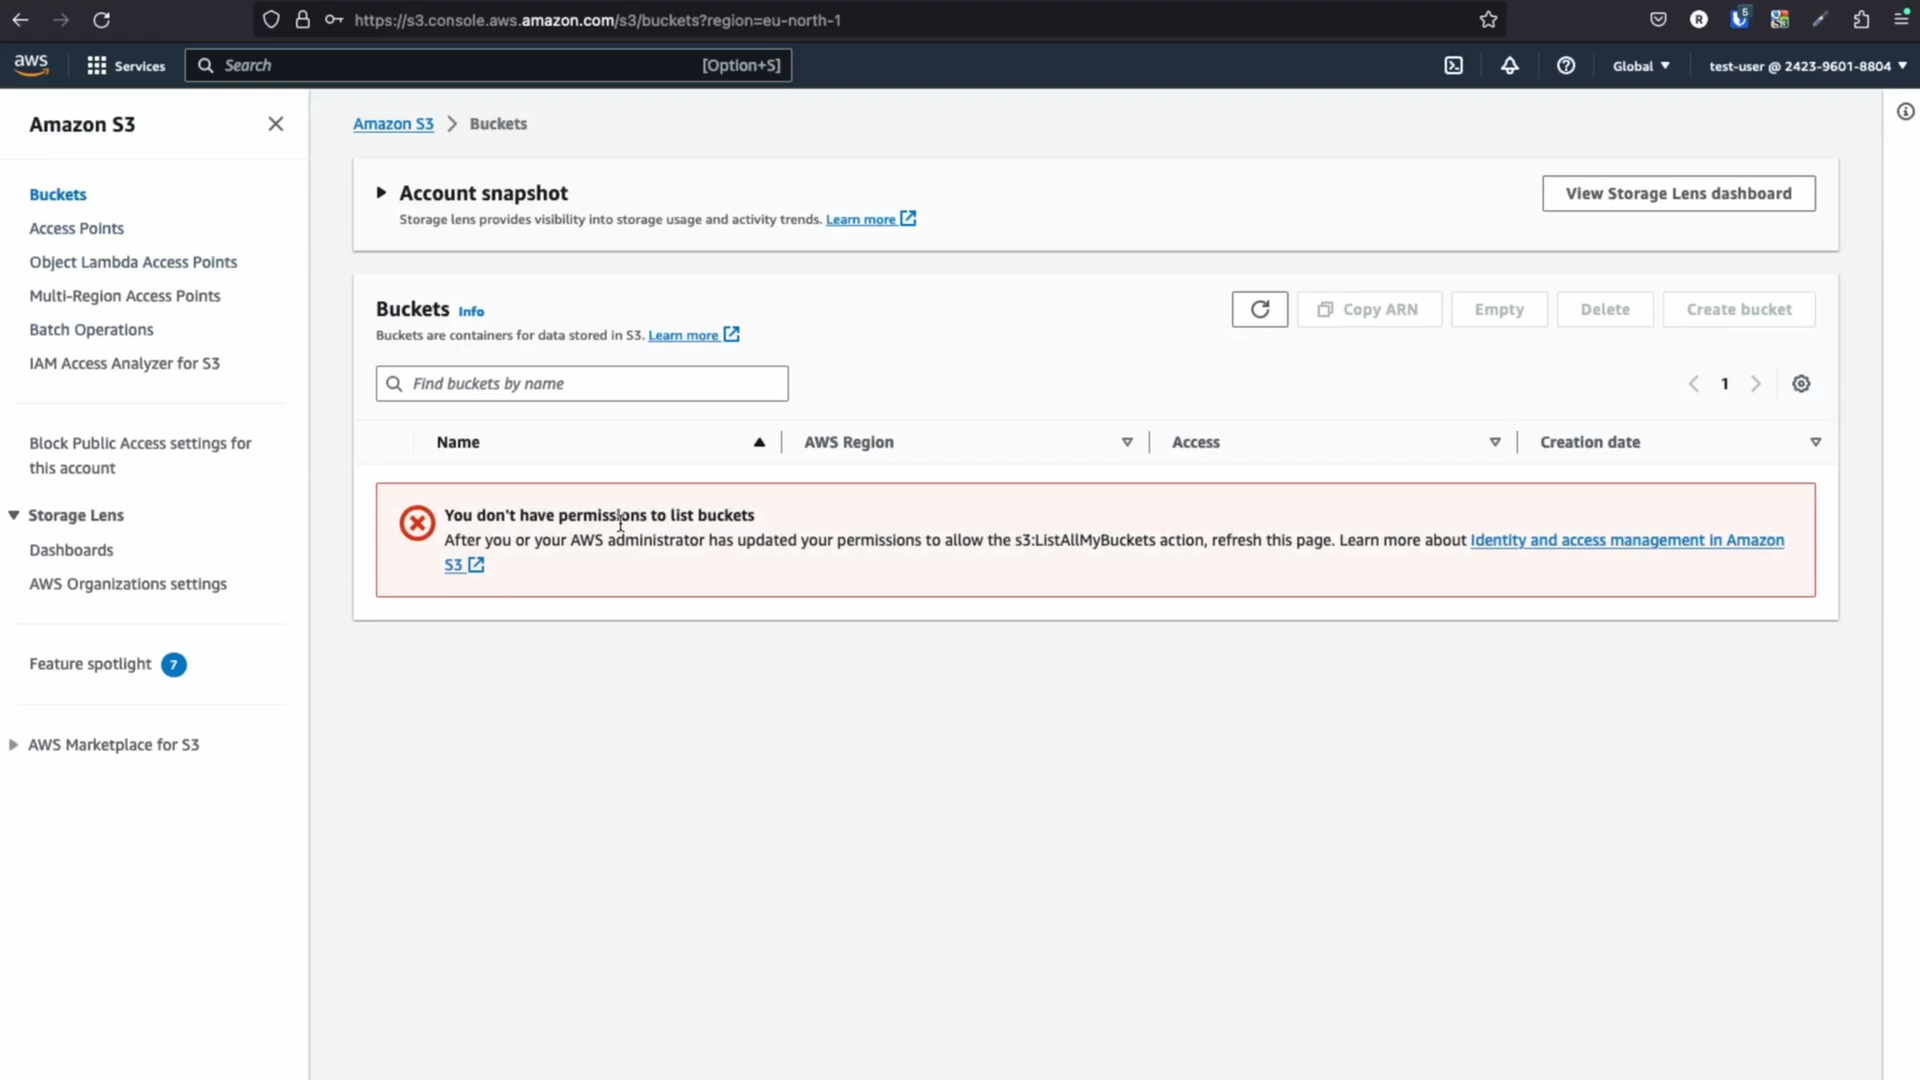 https://s3.console.aws.amazon.com/s3/buckets?region=eu-north-1
R
5
aws
Services
Search
[Option+S]
Global
test-user @ 2423-9601-8804
Amazon S3
Buckets
Access Points
Object Lambda Access Points
Multi-Region Access Points
Batch Operations
IAM Access Analyzer for S3
Block Public Access settings for
this account
Storage Lens
Dashboards
AWS Organizations settings
Feature spotlight 7
AWS Marketplace for S3
Amazon S3 > Buckets
Account snapshot
Storage lens provides visibility into storage usage and activity trends. Learn more
View Storage Lens dashboard
Buckets Info
Buckets are containers for data stored in S3. Learn more
Copy ARN
Empty
Delete
Create bucket
Find buckets by name
1
Name
AWS Region
Access
Creation date
You don't have permissions to list buckets
After you or your AWS administrator has updated your permissions to allow the s3:ListAllMyBuckets action, refresh this page. Learn more about Identity and access management in Amazon
S3